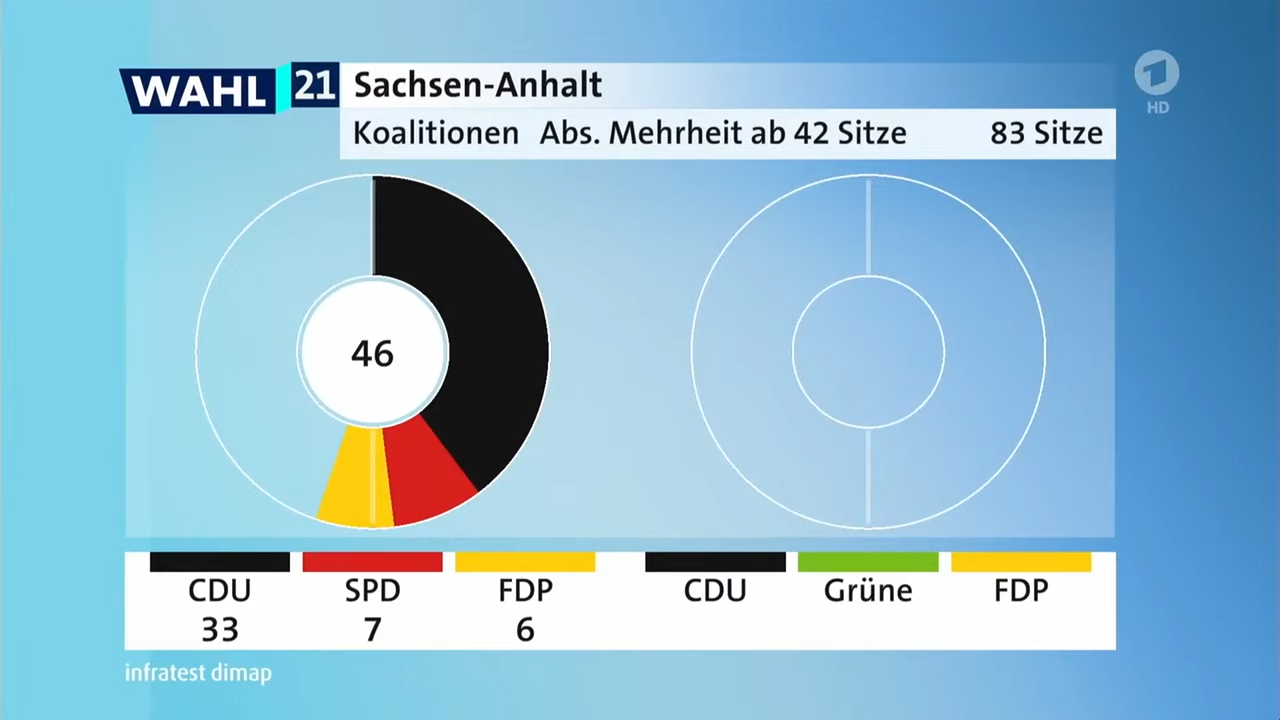 WAHL 21 Sachsen-Anhalt
Koalitionen Abs. Mehrheit ab 42 Sitze 83 Sitze
1
HD
46
CDU SPD FDP CDU Grüne FDP
33 7 6
infratest dimap